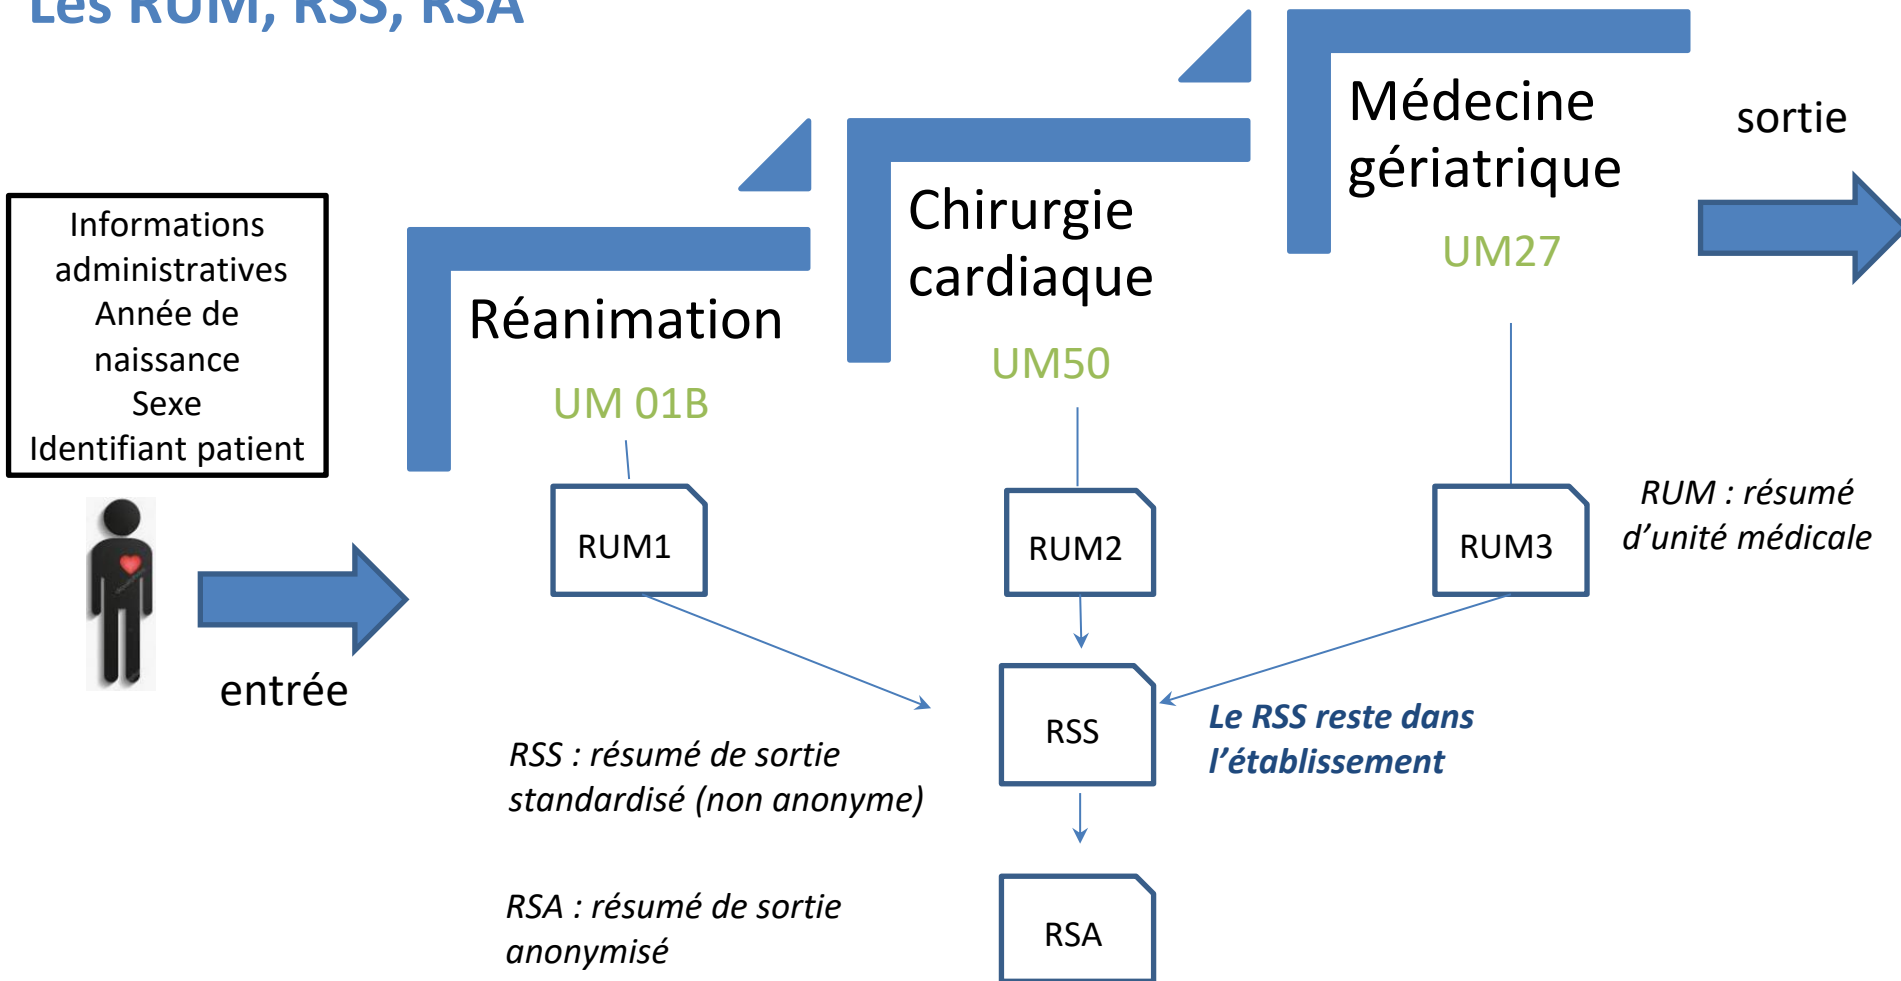 Les RUM, RSS, RSA
Informations
administratives
Année de
naissance
Sexe
Identifiant patient
entrée
Réanimation
UM 01B
Chirurgie
cardiaque
UM50
Médecine
gériatrique
UM27
sortie
RUM1
RUM2
RUM3
RUM : résumé
d’unité médicale
RSS
Le RSS reste dans
l’établissement
RSS : résumé de sortie
standardisé (non anonyme)
RSA : résumé de sortie
anonymisé
RSA